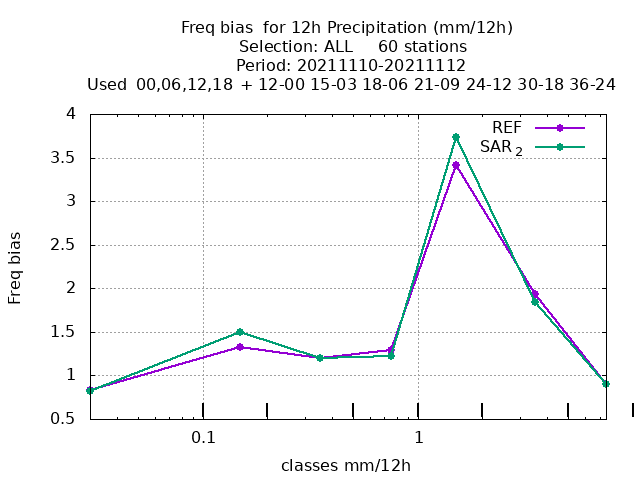 Freq bias  for 12h Precipitation (mm/12h)
Selection: ALL     60 stations
Period: 20211110-20211112
Used  00,06,12,18  + 12-00 15-03 18-06 21-09 24-12 30-18 36-24
REF
SAR 2
4
3.5
3
2.5
2
1.5
1
0.5
Freq bias
0.1
1
classes mm/12h